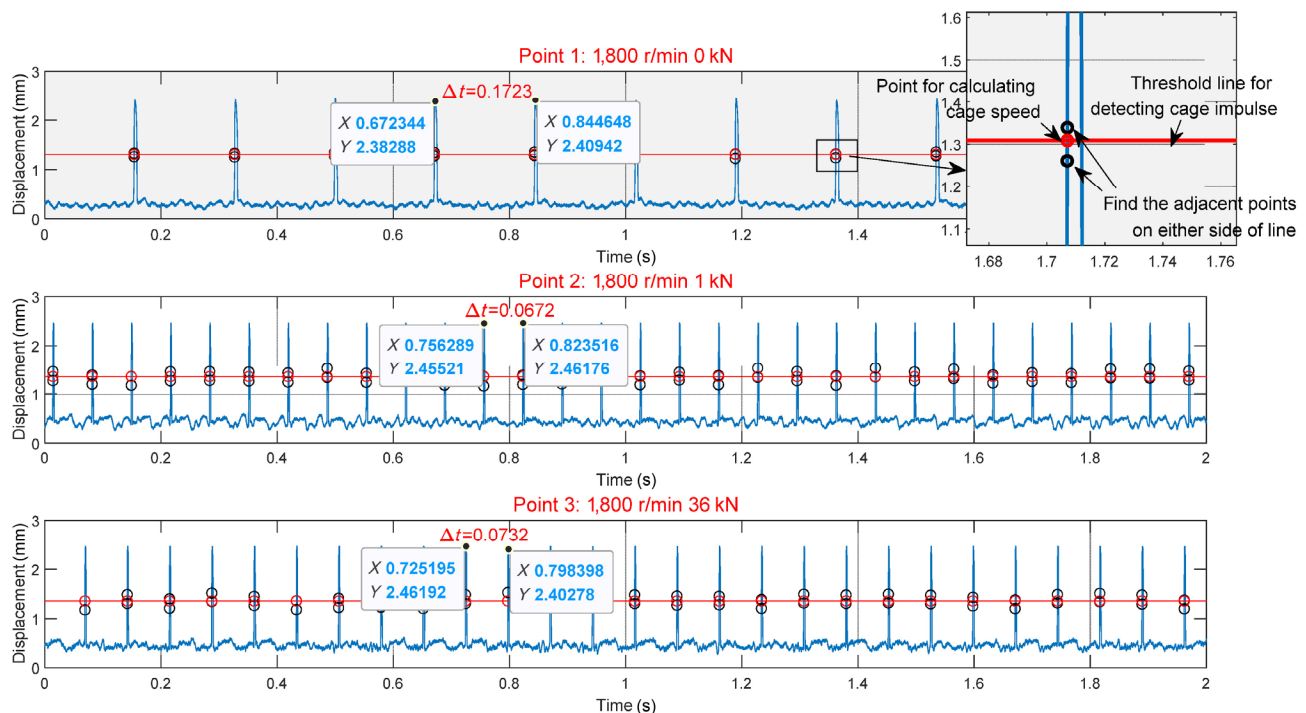 Point 1: 1,800 r/min 0 kN
Displacement (mm)
3
2
1
0
Δt=0.1723
X 0.672344
Y 2.38288
X 0.844648
Y 2.40942
0 0.2 0.4 0.6 0.8 1 1.2 1.4
Time (s)
1.6
1.5
1.4
1.3
1.2
1.1
Point for calculating
cage speed
Threshold line for
detecting cage impulse
Find the adjacent points
on either side of line
1.68 1.7 1.72 1.74 1.76
Point 2: 1,800 r/min 1 kN
Displacement (mm)
3
2
1
0
Δt=0.0672
X 0.756289
Y 2.45521
X 0.823516
Y 2.46176
0 0.2 0.4 0.6 0.8 1 1.2 1.4 1.6 1.8 2
Time (s)
Point 3: 1,800 r/min 36 kN
Displacement (mm)
3
2
1
0
Δt=0.0732
X 0.725195
Y 2.46192
X 0.798398
Y 2.40278
0 0.2 0.4 0.6 0.8 1 1.2 1.4 1.6 1.8 2
Time (s)